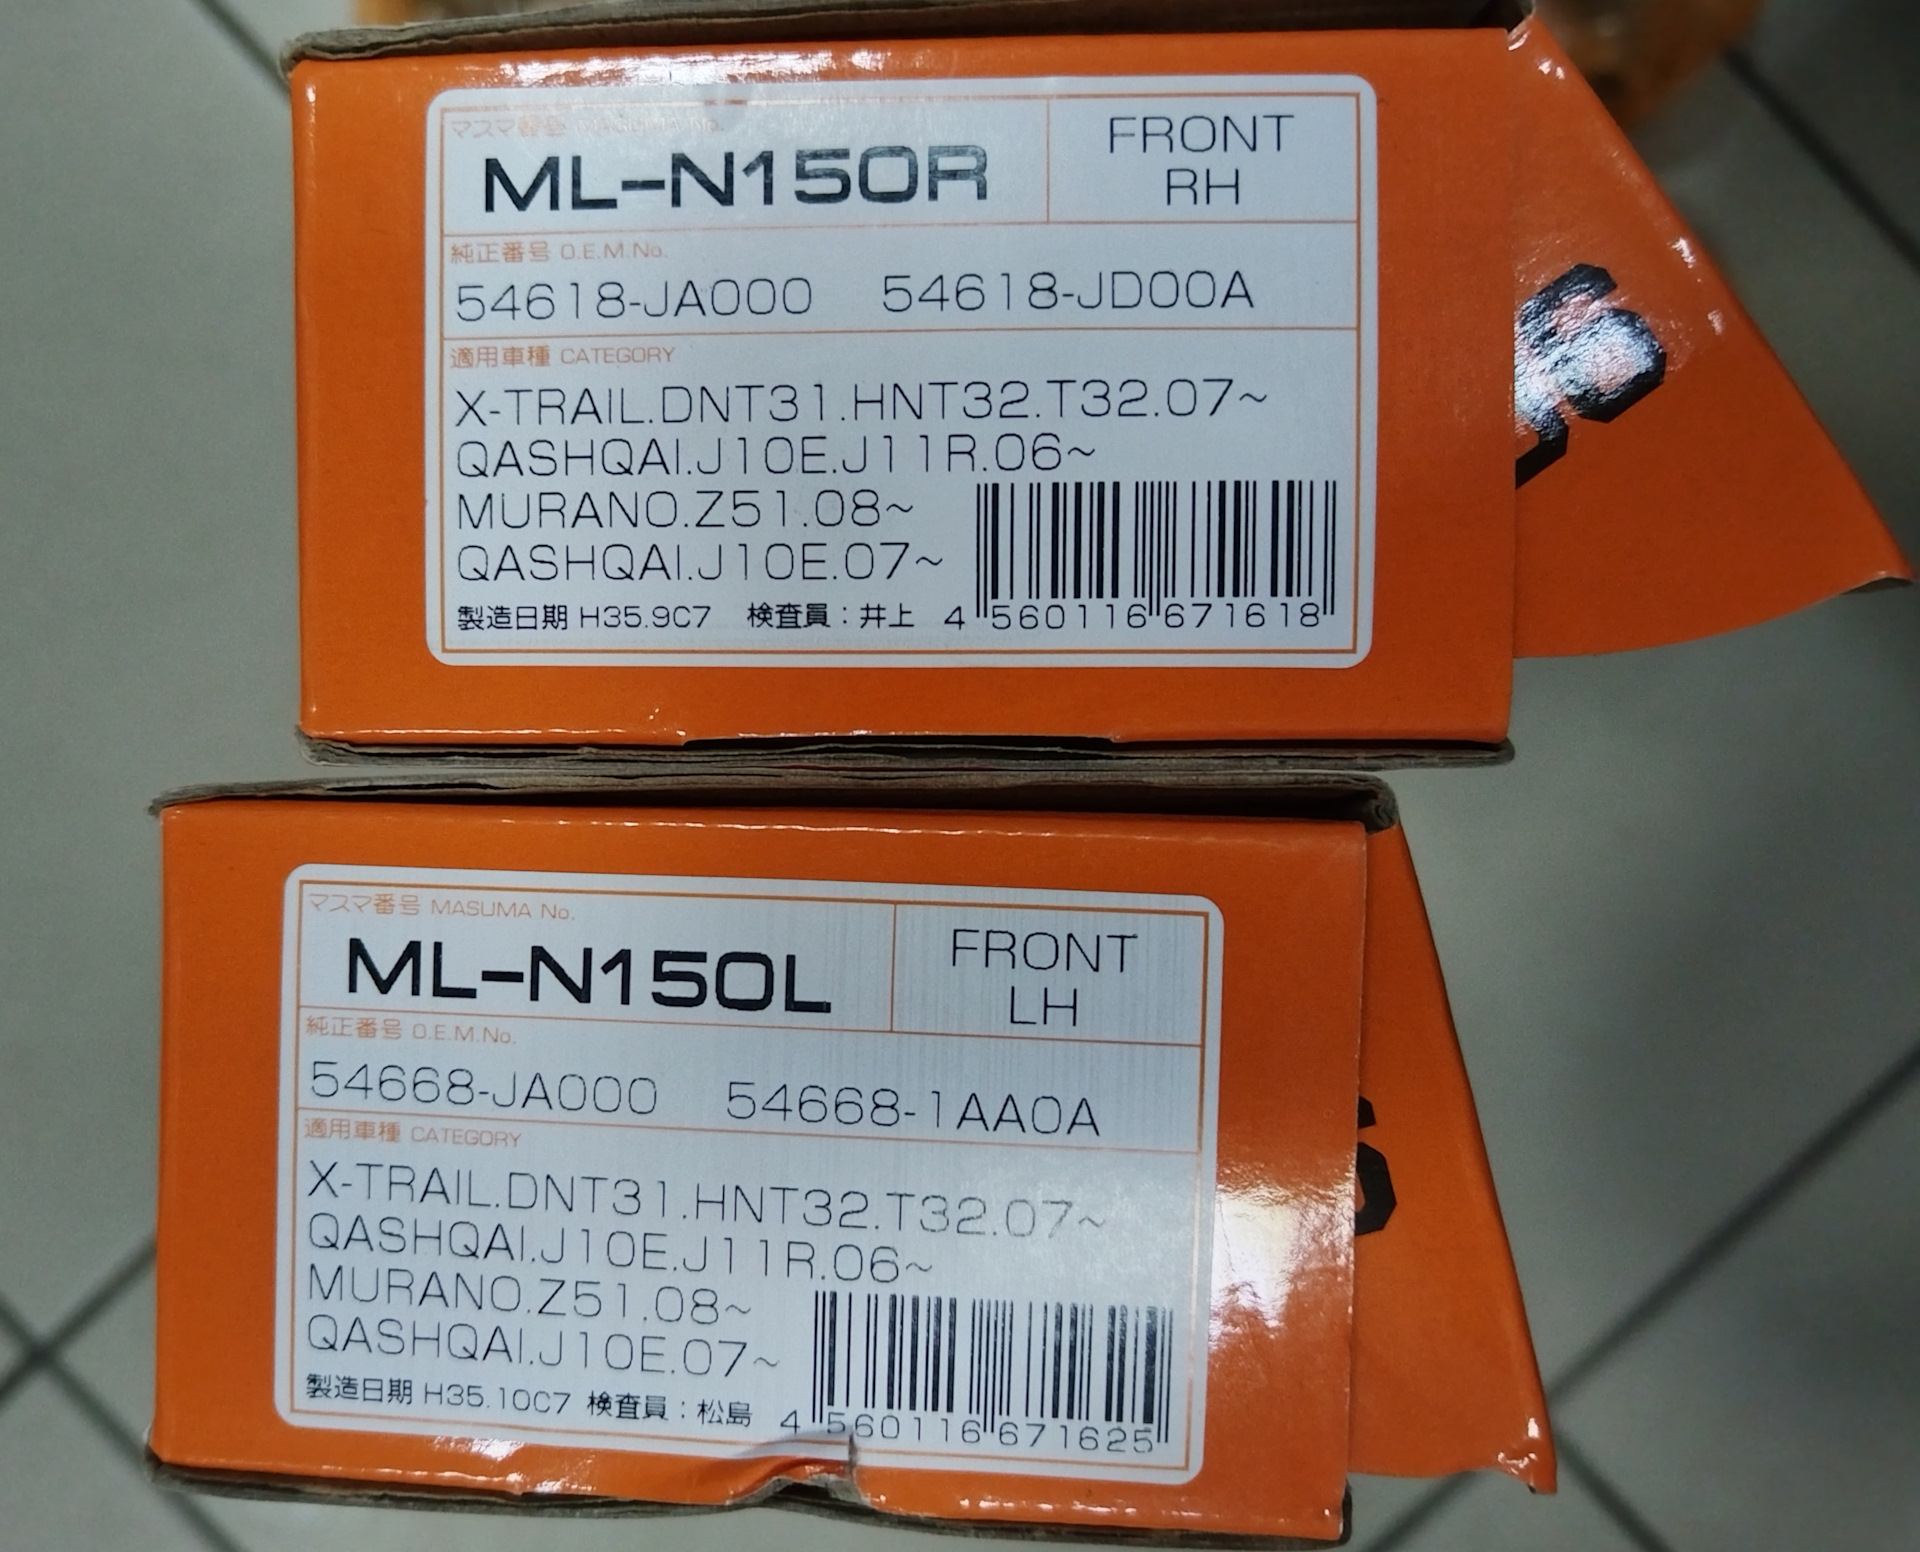 マスマ番号 MASUMA No.
ML-N150R
FRONT
RH
純正番号 O.E.M.No.
54618-JA000 54618-JD00A
適用車種 CATEGORY
X-TRAIL.DNT31.HNT32.T32.07~
QASHQAI.J10E.J11R.06~
MURANO.Z51.08~
QASHQAI.J10E.07~
製造日期 H35.9C7 検査員：井上 4 560116 671618
マスマ番号 MASUMA No.
ML-N150L
FRONT
LH
純正番号 O.E.M.No.
54668-JA000 54668-1AA0A
適用車種 CATEGORY
X-TRAIL.DNT31.HNT32.T32.07~
QASHQAI.J10E.J11R.06~
MURANO.Z51.08~
QASHQAI.J10E.07~
製造日期 H35.10C7 検査員：松島 4 560116 671625